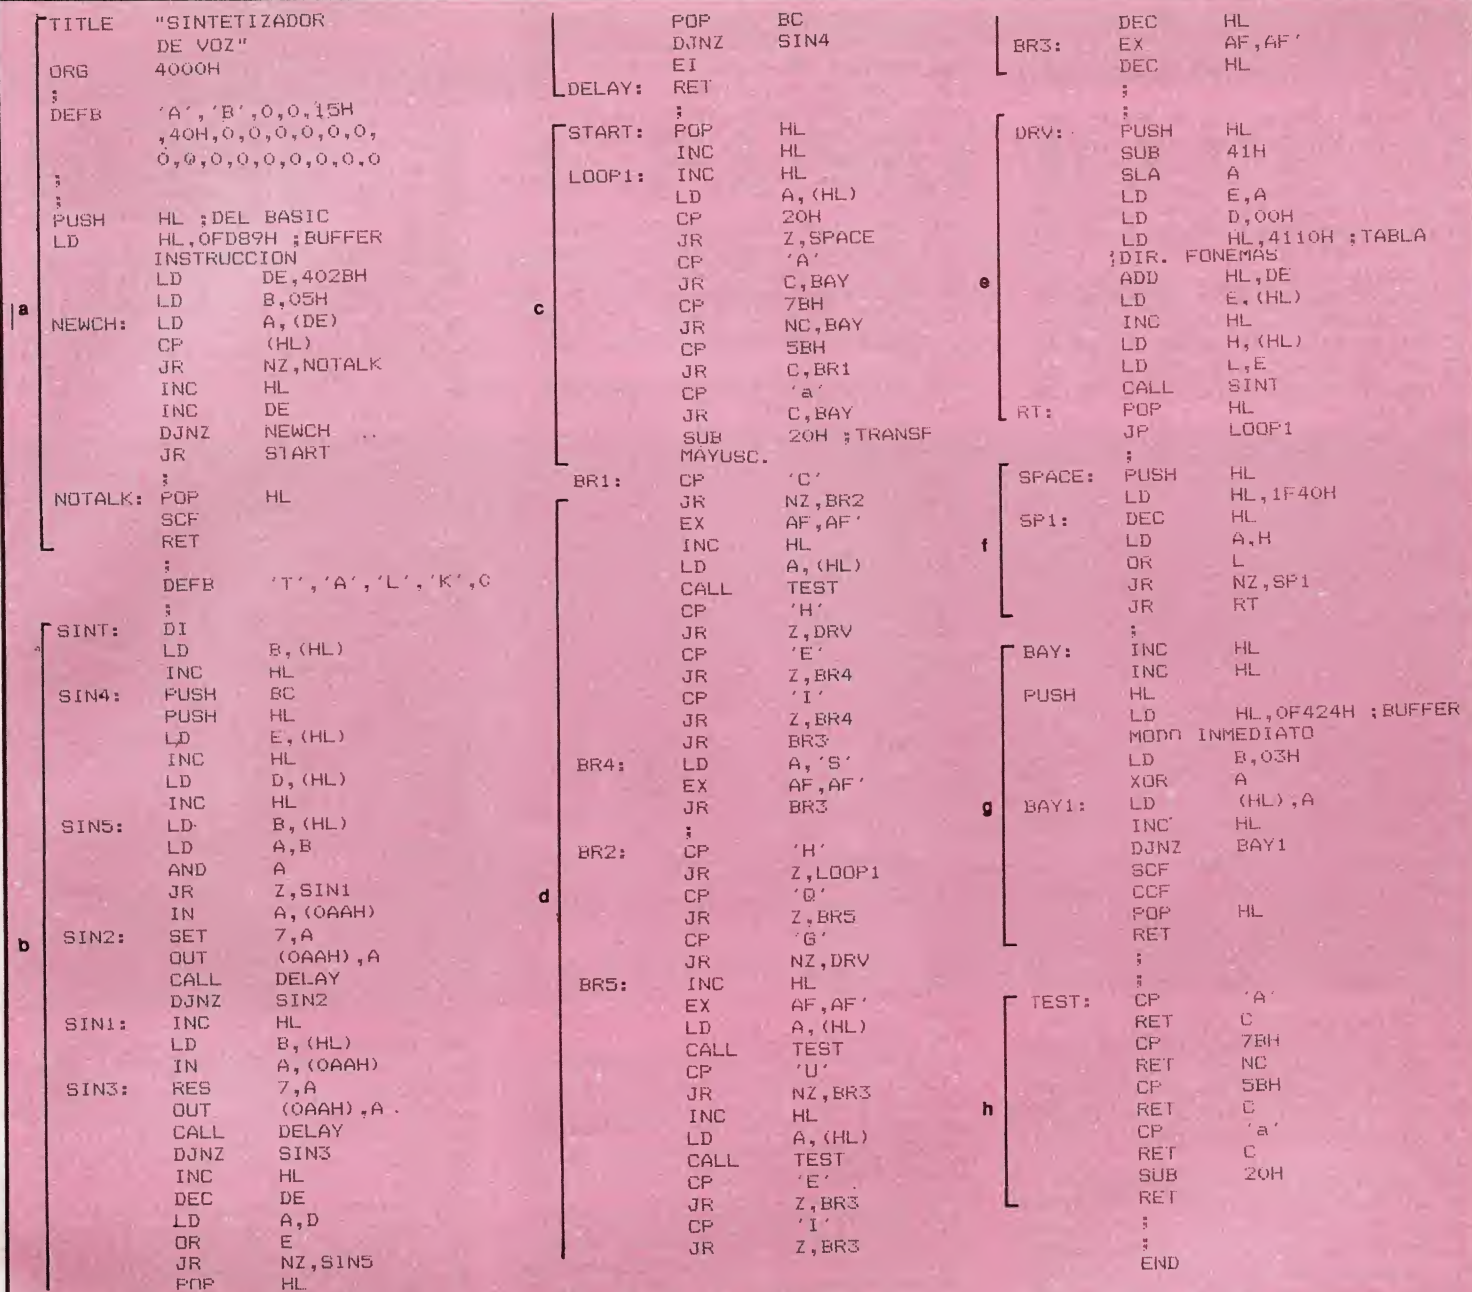 TITLE "SINTETIZADOR
DE VOZ"
ORG 4000H
;
DEFB 'A','B',0,0,15H
,40H,0,0,0,0,0,0,
0,0,0,0,0,0,0,0,0
;
;
PUSH HL ;DEL BASIC
LD HL,0FD89H ;BUFFER
INSTRUCCION
LD DE,402BH
LD B,05H
a
NEWCH: LD A,(DE)
CP (HL)
JR NZ,NOTALK
INC HL
INC DE
DJNZ NEWCH
JR START
;
NOTALK: POP HL
SCF
RET
;
DEFB 'T','A','L','K',0
;
SINT: DI
LD B,(HL)
INC HL
SIN4: PUSH BC
PUSH HL
LD E,(HL)
INC HL
LD D,(HL)
INC HL
SIN5: LD B,(HL)
LD A,B
AND A
JR Z,SIN1
IN A,(0AAH)
b
SIN2: SET 7,A
OUT (0AAH),A
CALL DELAY
DJNZ SIN2
SIN1: INC HL
LD B,(HL)
IN A,(0AAH)
SIN3: RES 7,A
OUT (0AAH),A
CALL DELAY
DJNZ SIN3
INC HL
DEC DE
LD A,D
OR E
JR NZ,SIN5
POP HL
POP BC
DJNZ SIN4
EI
DELAY: RET
;
START: POP HL
INC HL
LOOP1: INC HL
LD A,(HL)
CP 20H
JR Z,SPACE
CP 'A'
JR C,BAY
c
CP 7BH
JR NC,BAY
CP 5BH
JR C,BR1
CP 'a'
JR C,BAY
SUB 20H ;TRANSF
MAYUSC.
BR1: CP 'C'
JR NZ,BR2
EX AF,AF'
INC HL
LD A,(HL)
CALL TEST
CP 'H'
JR Z,DRV
CP 'E'
JR Z,BR4
CP 'I'
JR Z,BR4
JR BR3
BR4: LD A,'S'
EX AF,AF'
JR BR3
;
BR2: CP 'H'
JR Z,LOOP1
d
CP 'Q'
JR Z,BR5
CP 'G'
JR NZ,DRV
BR5: INC HL
EX AF,AF'
LD A,(HL)
CALL TEST
CP 'U'
JR NZ,BR3
INC HL
LD A,(HL)
CALL TEST
CP 'E'
JR Z,BR3
CP 'I'
JR Z,BR3
DEC HL
BR3: EX AF,AF'
DEC HL
;
;
DRV: PUSH HL
SUB 41H
SLA A
LD E,A
LD D,00H
LD HL,4110H ;TABLA
;DIR. FONEMAS
e
ADD HL,DE
LD E,(HL)
INC HL
LD H,(HL)
LD L,E
CALL SINT
RT: POP HL
JP LOOP1
;
SPACE: PUSH HL
LD HL,1F40H
SP1: DEC HL
f
LD A,H
OR L
JR NZ,SP1
JR RT
;
BAY: INC HL
INC HL
PUSH HL
LD HL,0F424H ;BUFFER
MODO INMEDIATO
LD B,03H
XOR A
g
BAY1: LD (HL),A
INC HL
DJNZ BAY1
SCF
CCF
POP HL
RET
;
;
TEST: CP 'A'
RET C
CP 7BH
RET NC
CP 5BH
h
RET C
CP 'a'
RET C
SUB 20H
RET
;
;
END